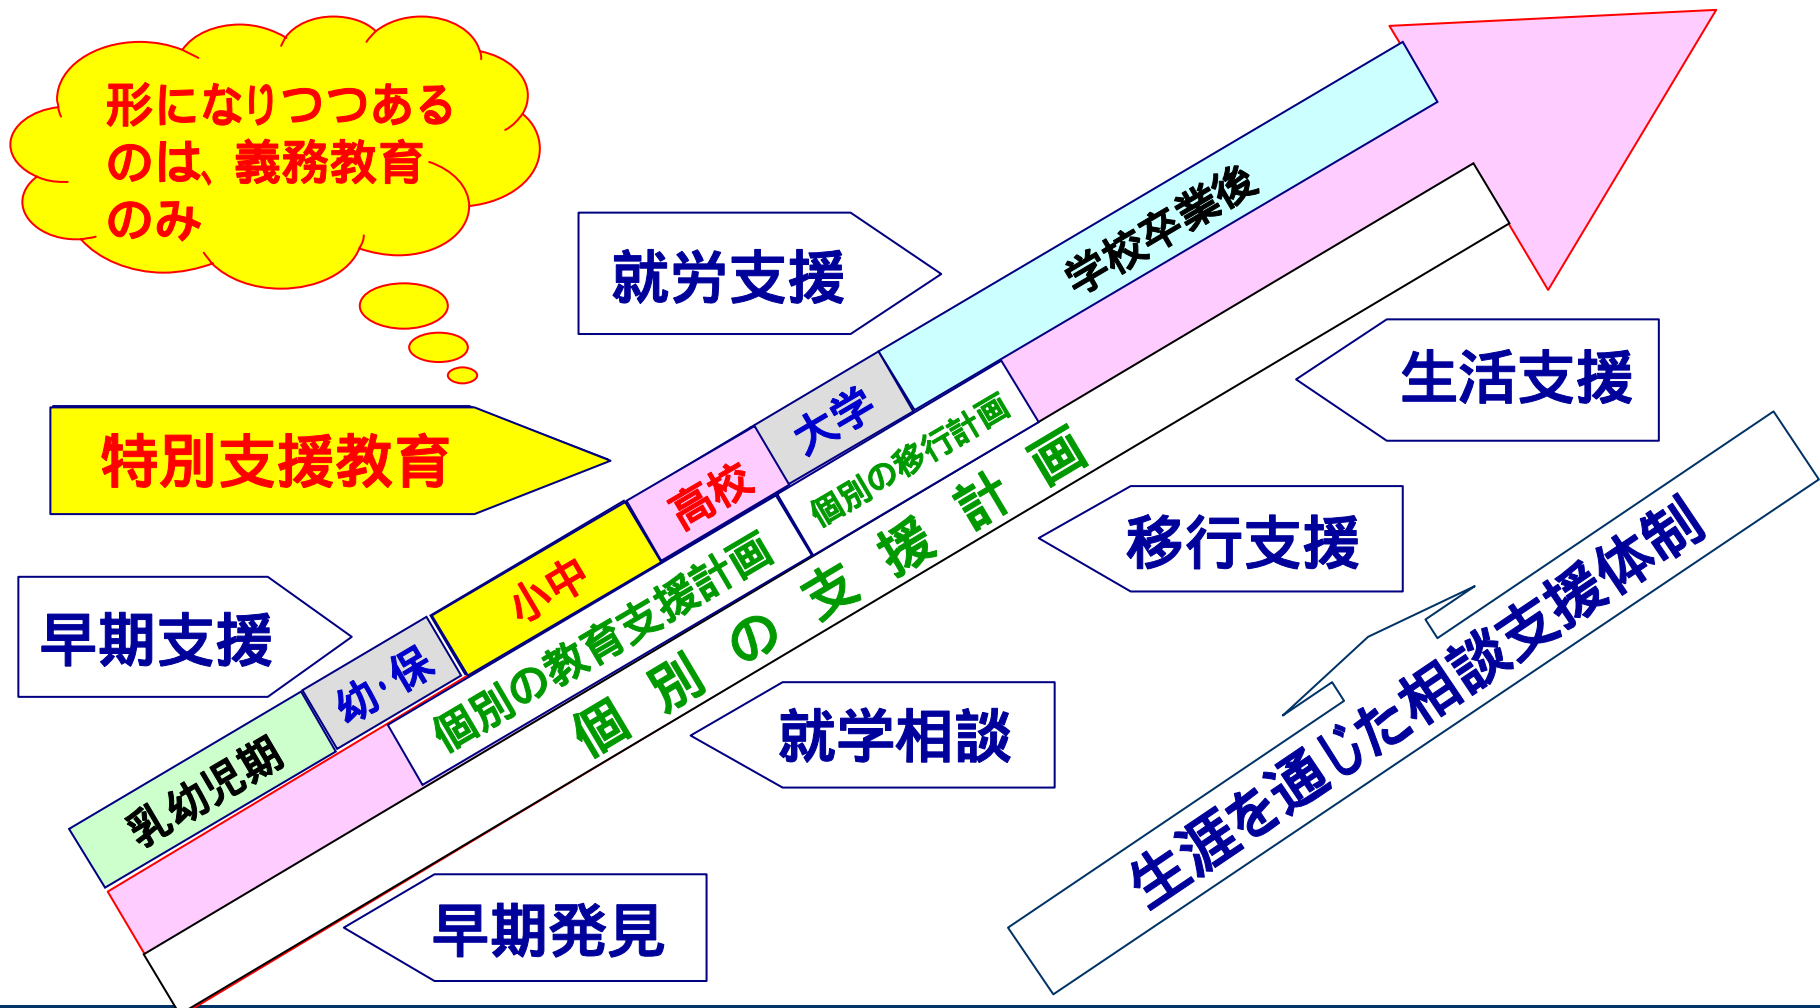 形になりつつある
のは、義務教育
のみ
就労支援
学校卒業後
生活支援
特別支援教育
大学
個別の移行計画
高校
移行支援
小中
個別の教育支援計画
個別の支援計画
早期支援
幼・保
就学相談
乳幼児期
早期発見
生涯を通じた相談支援体制